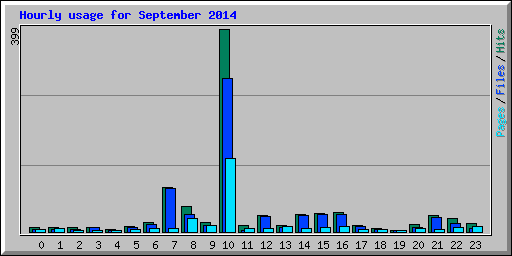 Hourly usage for September 2014
399
Pages/Files/Hits
0 1 2 3 4 5 6 7 8 9 10 11 12 13 14 15 16 17 18 19 20 21 22 23